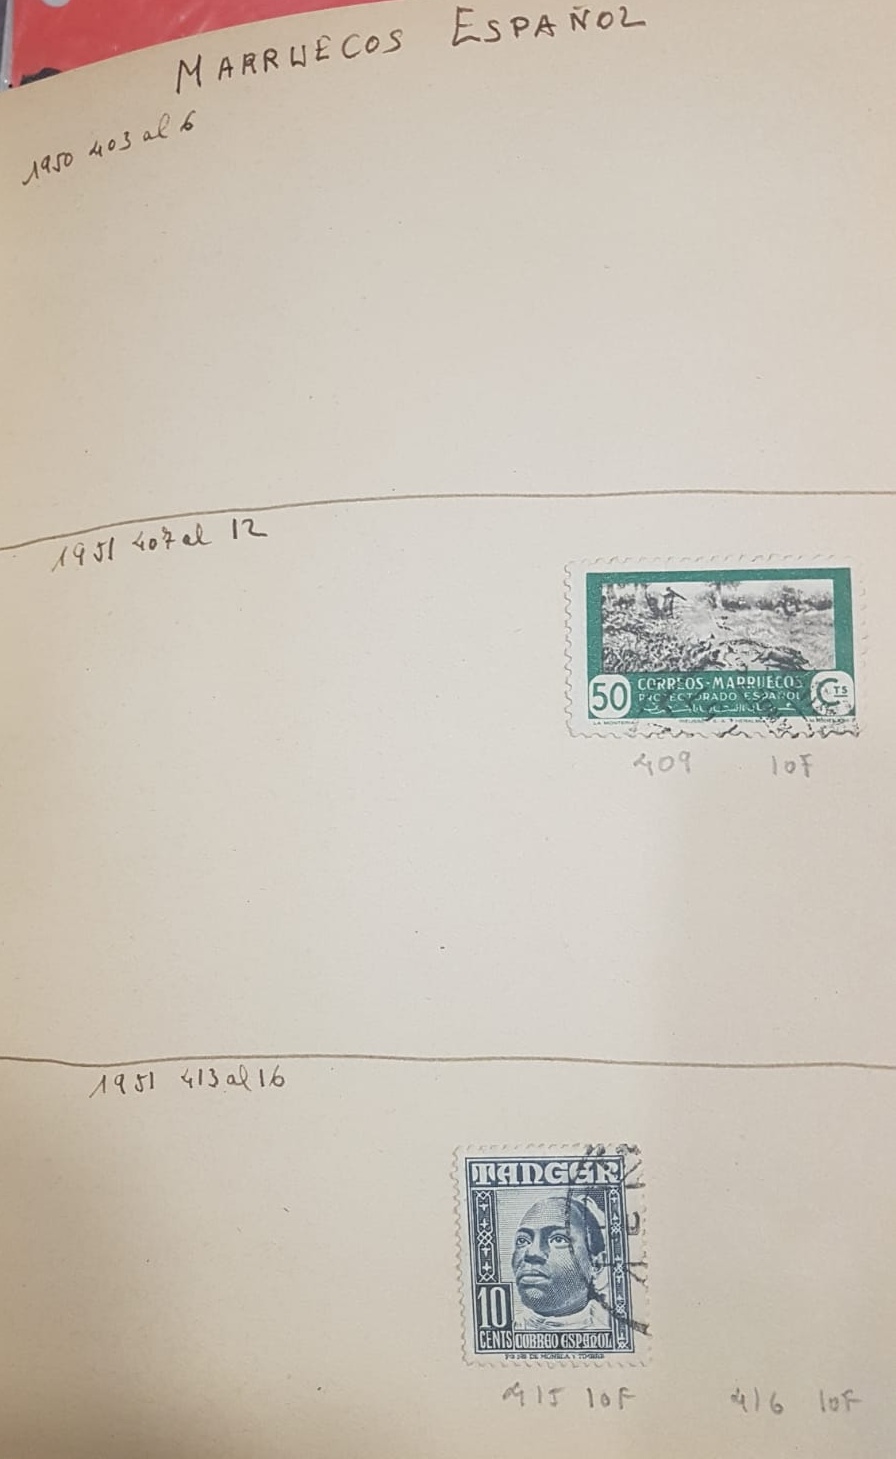 MARRUECOS ESPAÑOL
1950 403 al 6
1951 407 al 12
50 CORREOS-MARRUECOS CTS
PROTECTORADO ESPAÑOL
409 10F
1951 413 al 16
TANGER
10
CENTS CORREO ESPAÑOL
415 10F 416 10F